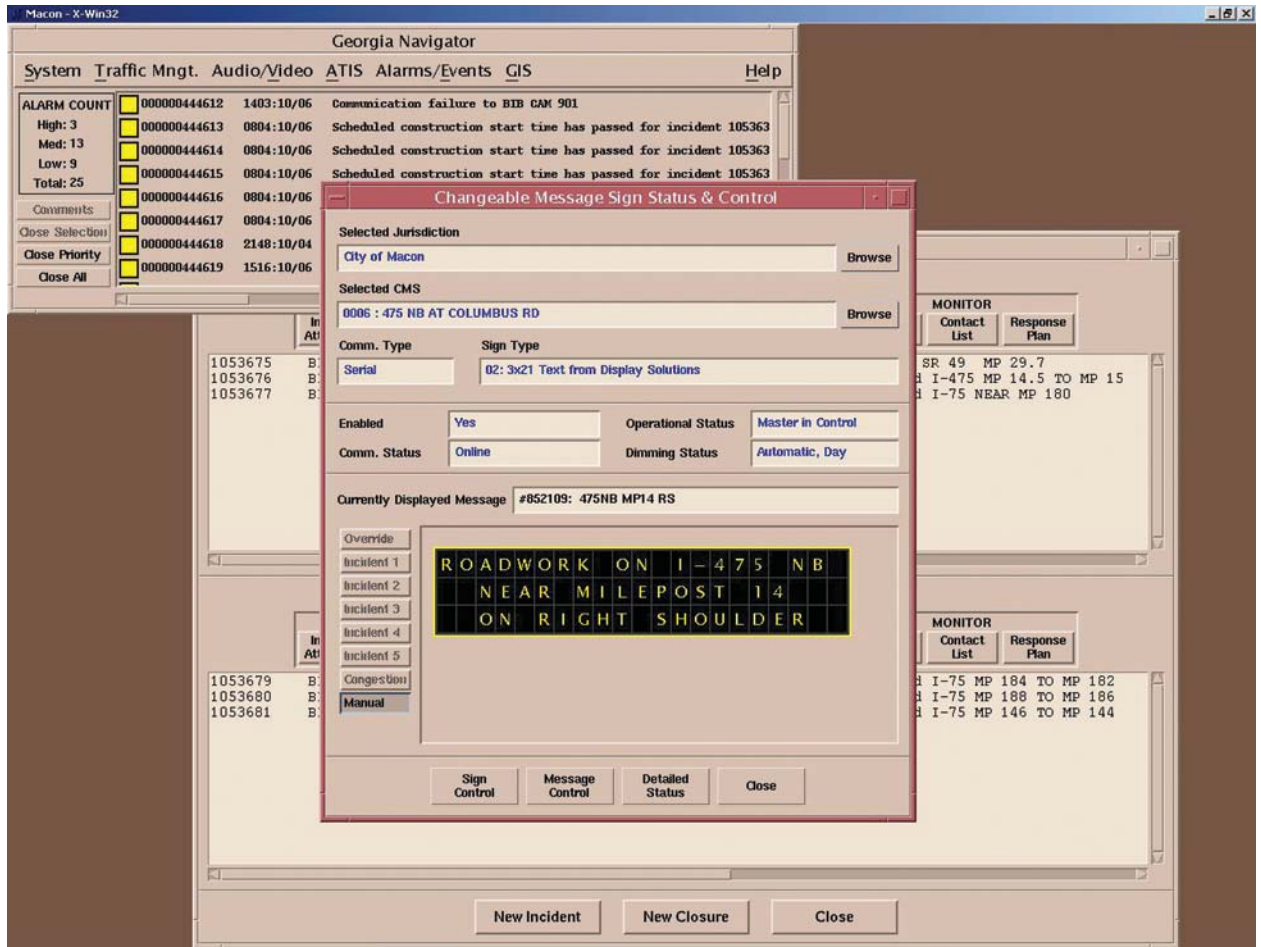 Macon - X-Win32
Georgia Navigator
System Traffic Mngt. Audio/Video ATIS Alarms/Events GIS Help
ALARM COUNT
High: 3
Med: 13
Low: 9
Total: 25
Comments
Close Selection
Close Priority
Close All
000000444612 1403:10/06 Communication failure to BIB CAM 901
000000444613 0804:10/06 Scheduled construction start time has passed for incident 105363
000000444614 0804:10/06 Scheduled construction start time has passed for incident 105363
000000444615 0804:10/06 Scheduled construction start time has passed for incident 105363
000000444616 0804:10/06
000000444617 0804:10/06
000000444618 2148:10/04
000000444619 1516:10/06
Changeable Message Sign Status & Control
Selected Jurisdiction
City of Macon Browse
Selected CMS
0006 : 475 NB AT COLUMBUS RD Browse
Comm. Type Sign Type
Serial 02: 3x21 Text from Display Solutions
Enabled Yes Operational Status Master in Control
Comm. Status Online Dimming Status Automatic, Day
Currently Displayed Message #852109: 475NB MP14 RS
Override
Incident 1
Incident 2
Incident 3
Incident 4
Incident 5
Congestion
Manual
ROADWORK ON I-475 NB
NEAR MILEPOST 14
ON RIGHT SHOULDER
Sign Control
Message Control
Detailed Status
Close
MONITOR
Contact List
Response Plan
1053675 B SR 49 MP 29.7
1053676 B I-475 MP 14.5 TO MP 15
1053677 B I-75 NEAR MP 180
MONITOR
Contact List
Response Plan
1053679 B I-75 MP 184 TO MP 182
1053680 B I-75 MP 188 TO MP 186
1053681 B I-75 MP 146 TO MP 144
New Incident New Closure Close